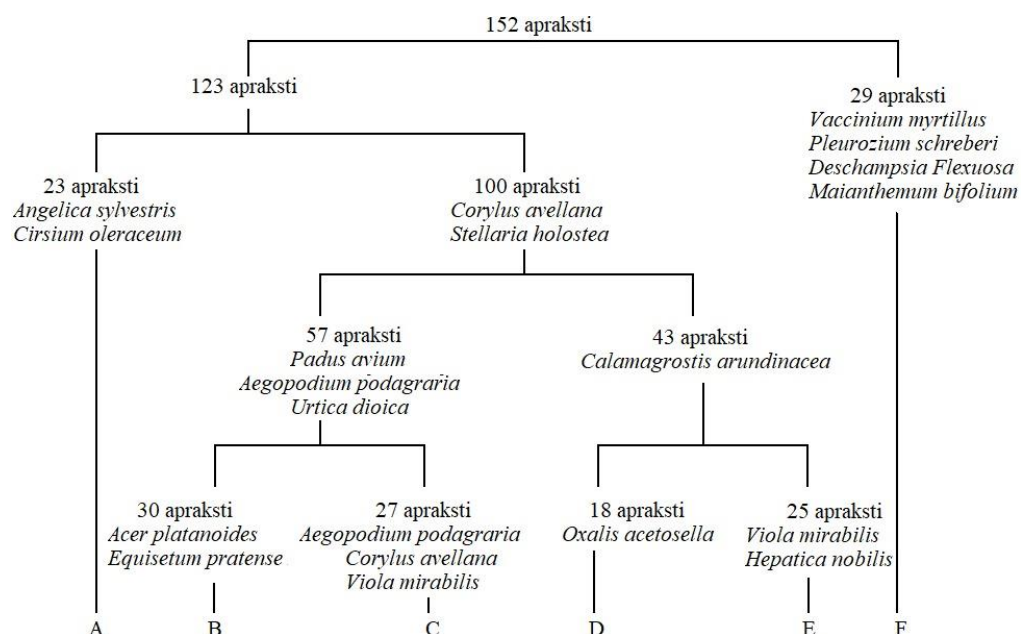 152 apraksti
123 apraksti
29 apraksti
Vaccinium myrtillus
Pleurozium schreberi
Deschampsia Flexuosa
Maianthemum bifolium
23 apraksti
Angelica sylvestris
Cirsium oleraceum
100 apraksti
Corylus avellana
Stellaria holostea
57 apraksti
Padus avium
Aegopodium podagraria
Urtica dioica
43 apraksti
Calamagrostis arundinacea
30 apraksti
Acer platanoides
Equisetum pratense
27 apraksti
Aegopodium podagraria
Corylus avellana
Viola mirabilis
18 apraksti
Oxalis acetosella
25 apraksti
Viola mirabilis
Hepatica nobilis
A
B
C
D
E
F